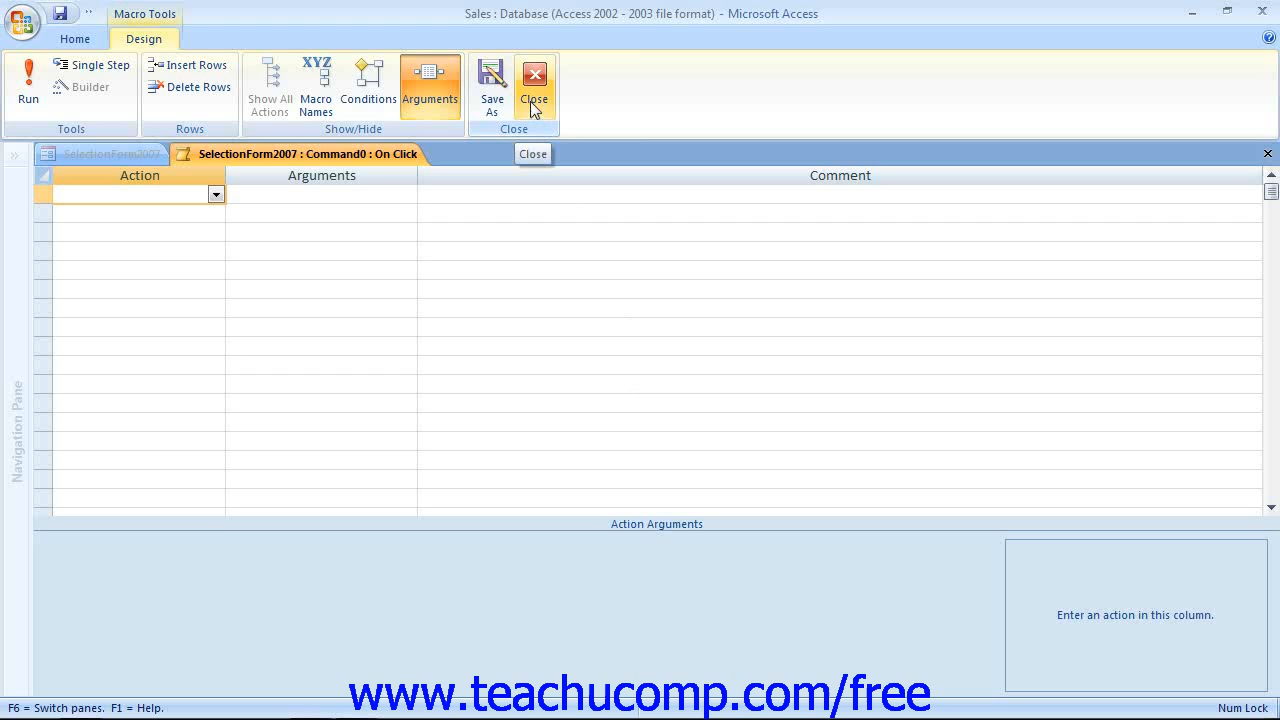 Macro Tools
Sales : Database (Access 2002 - 2003 file format) - Microsoft Access
Home
Design
Run
Single Step
Builder
Tools
Insert Rows
Delete Rows
Rows
Show All
Actions
XYZ
Macro
Names
Conditions
Arguments
Show/Hide
Save
As
Close
Close
SelectionForm2007
SelectionForm2007 : Command0 : On Click
Close
Action
Arguments
Comment
Navigation Pane
Action Arguments
Enter an action in this column.
www.teachucomp.com/free
F6 = Switch panes. F1 = Help.
Num Lock